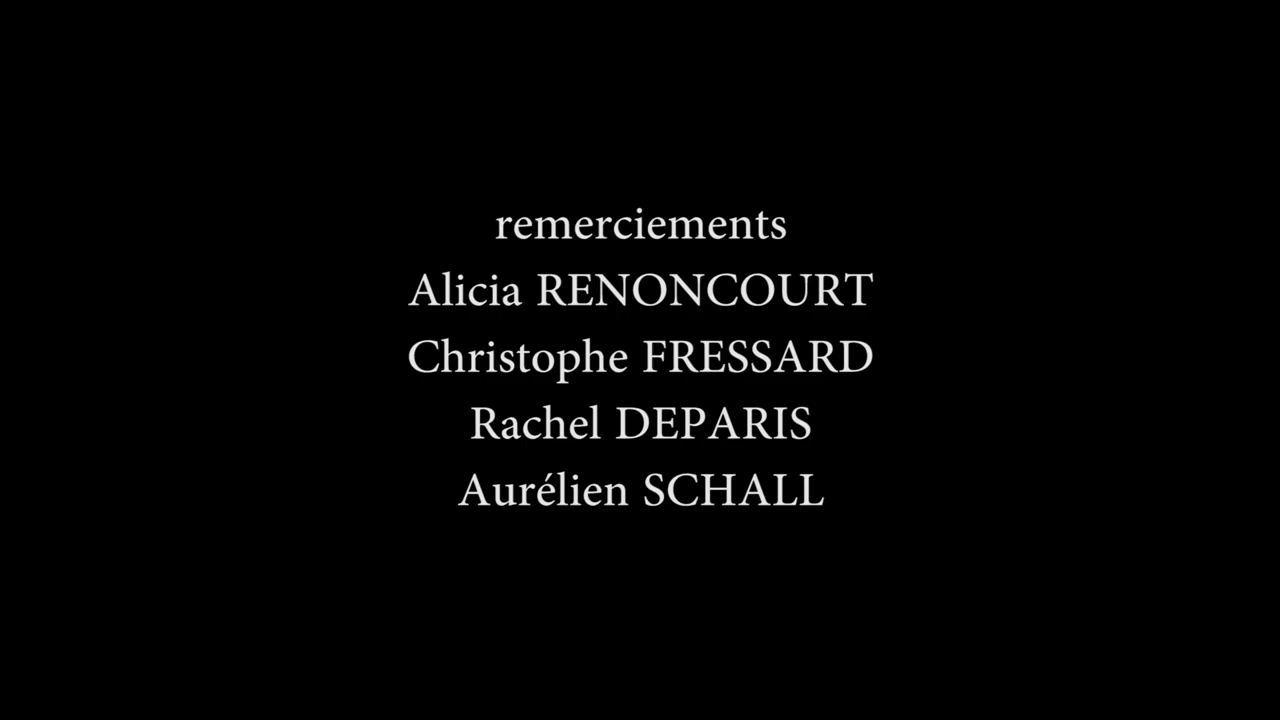 remerciements
Alicia RENONCOURT
Christophe FRESSARD
Rachel DEPARIS
Aurélien SCHALL